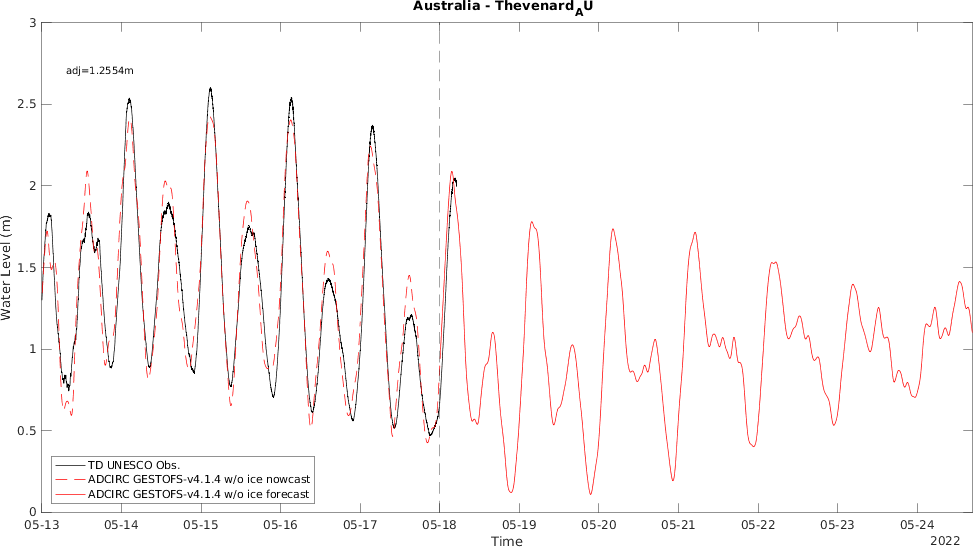 Australia - Thevenard_AU
adj=1.2554m
Water Level (m)
3
2.5
2
1.5
1
0.5
0
TD UNESCO Obs.
ADCIRC GESTOFS-v4.1.4 w/o ice nowcast
ADCIRC GESTOFS-v4.1.4 w/o ice forecast
05-13 05-14 05-15 05-16 05-17 05-18 05-19 05-20 05-21 05-22 05-23 05-24
Time
2022